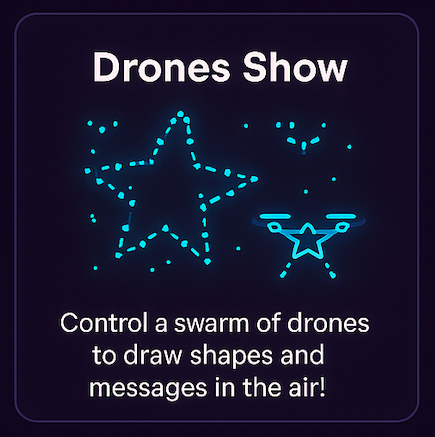 Drones Show
Control a swarm of drones
to draw shapes and
messages in the air!